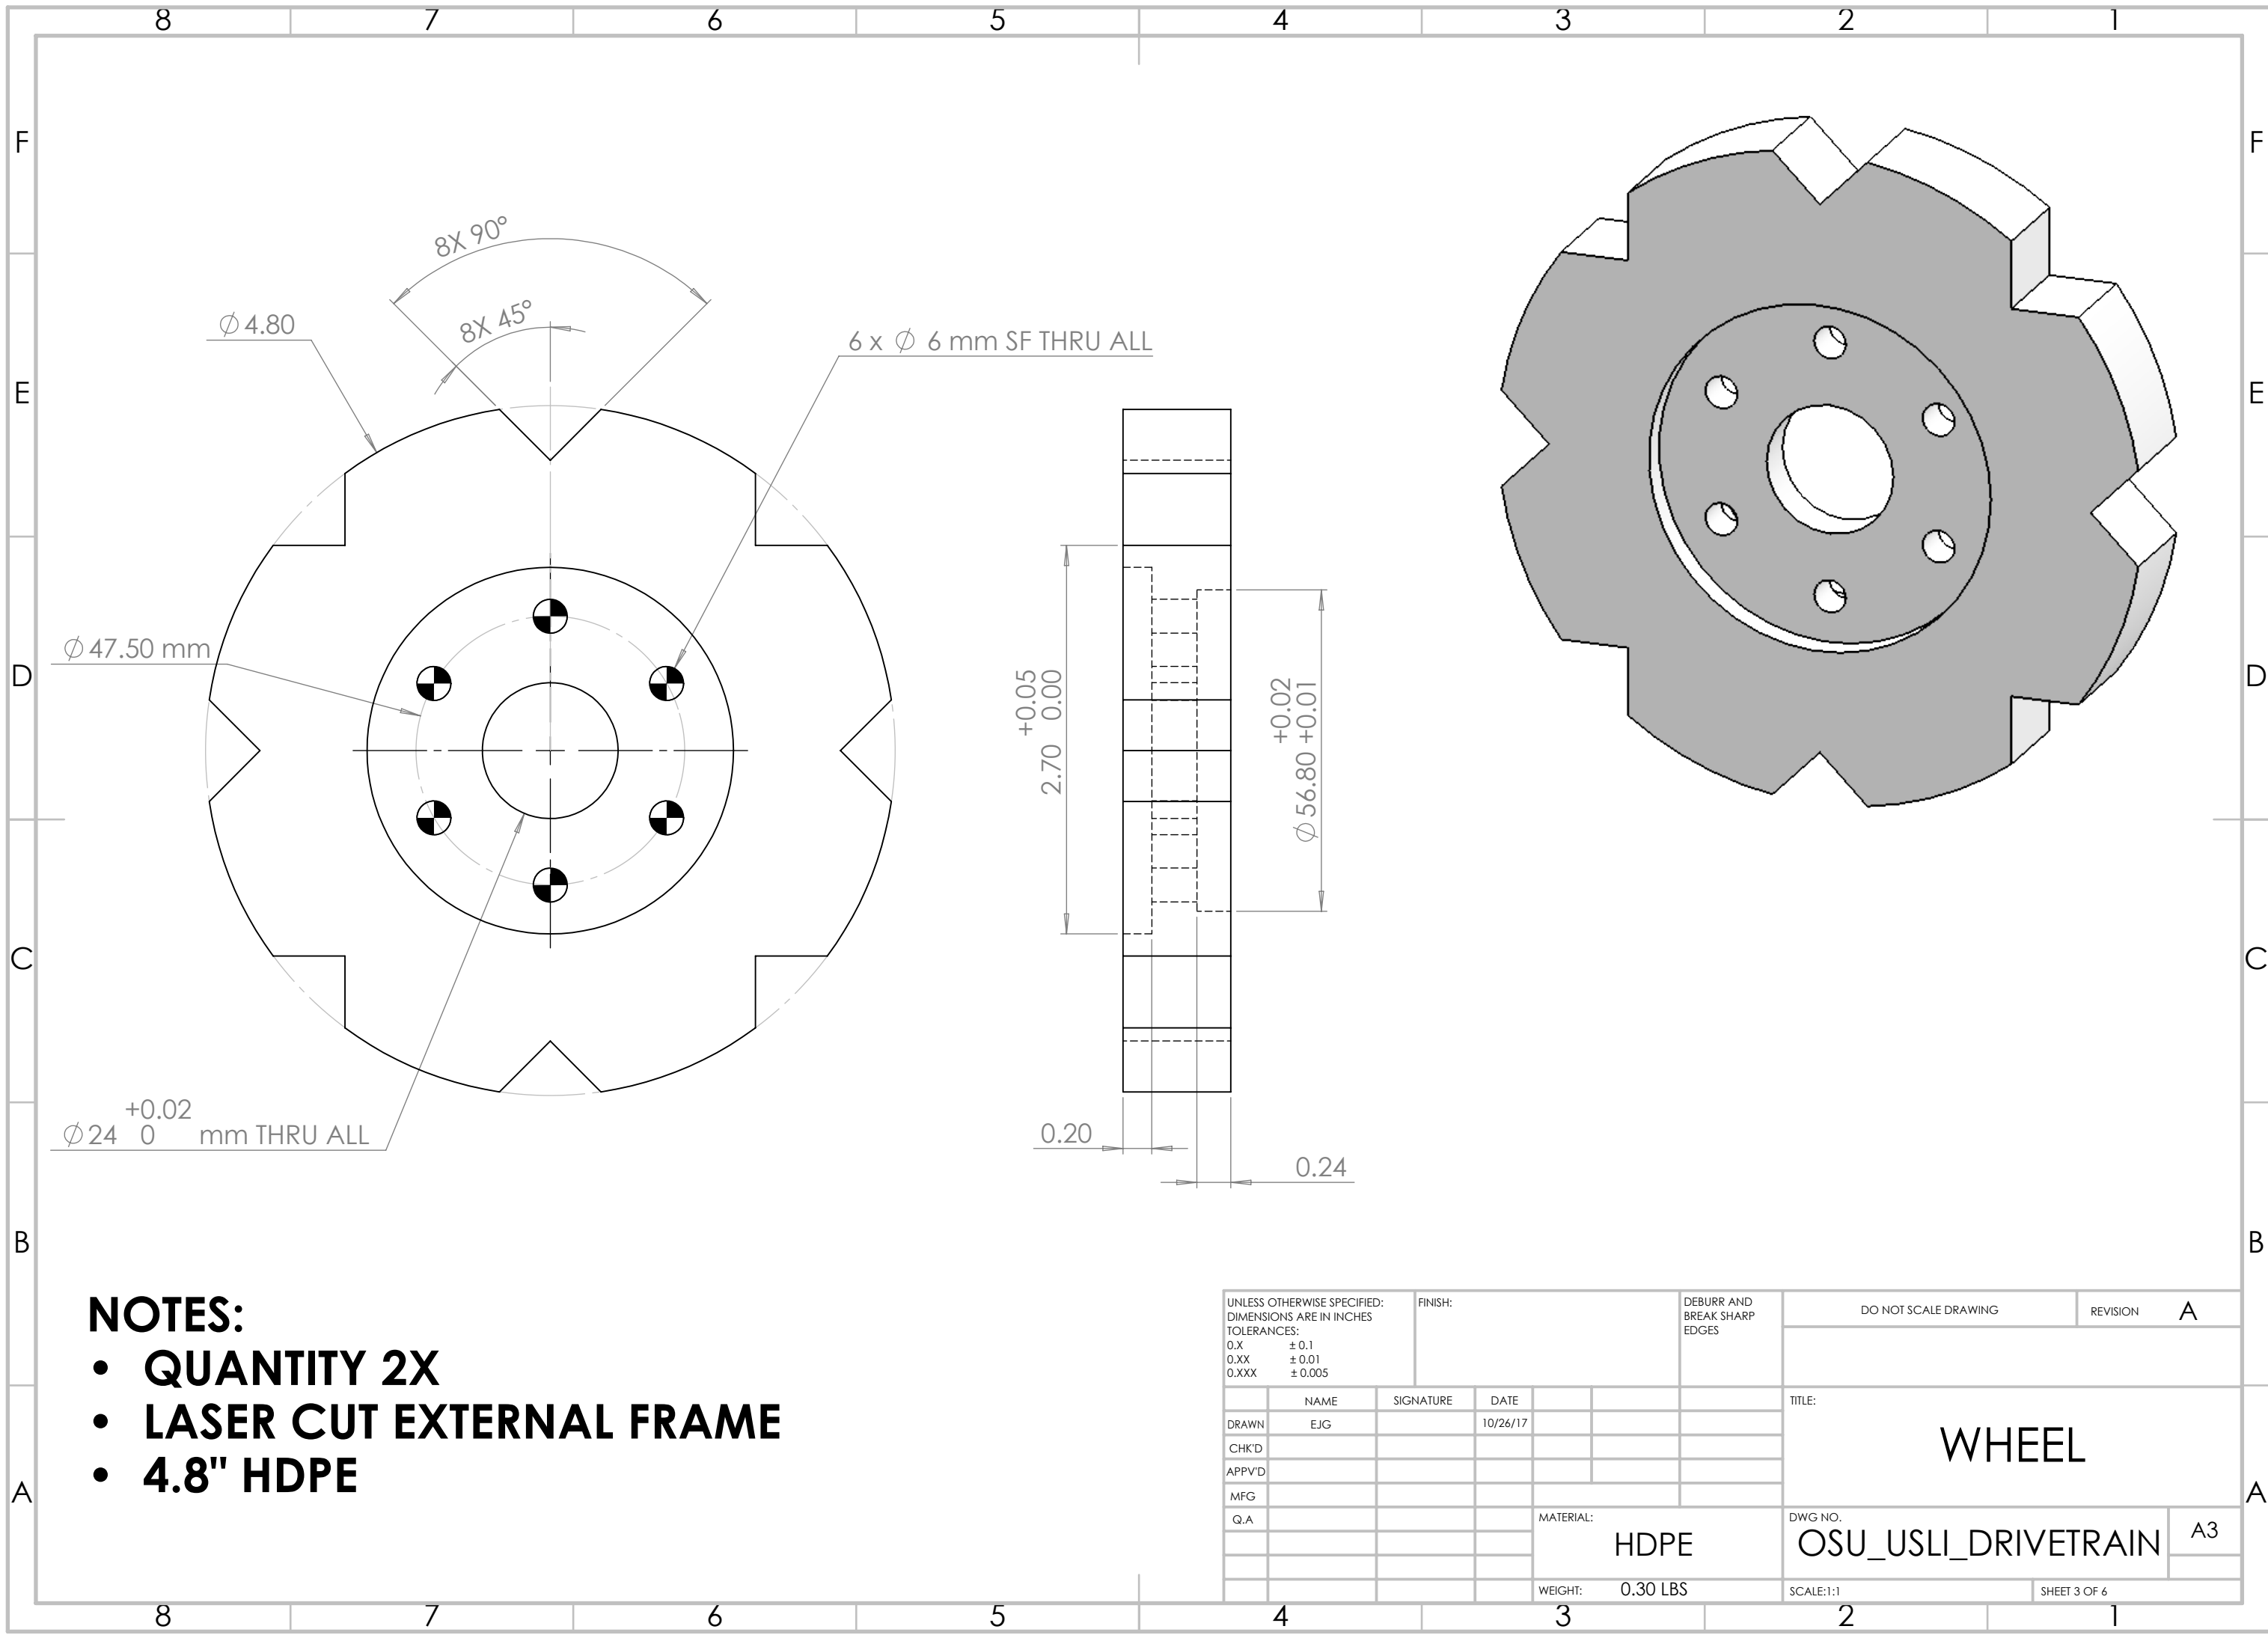 8 7 6 5 4 3 2 1
F F
E E
D D
C C
B B
A A
8X 90°
8X 45°
∅4.80
6 x ∅ 6 mm SF THRU ALL
∅47.50 mm
+0.05
2.70 0.00
+0.02
∅56.80 +0.01
+0.02
∅24 0 mm THRU ALL
0.20
0.24
NOTES:
• QUANTITY 2X
• LASER CUT EXTERNAL FRAME
• 4.8" HDPE
UNLESS OTHERWISE SPECIFIED:
DIMENSIONS ARE IN INCHES
TOLERANCES:
0.X ± 0.1
0.XX ± 0.01
0.XXX ± 0.005
FINISH:
DEBURR AND
BREAK SHARP
EDGES
DO NOT SCALE DRAWING
REVISION A
NAME SIGNATURE DATE
DRAWN EJG 10/26/17
CHK'D
APPV'D
MFG
Q.A
TITLE:
WHEEL
MATERIAL:
HDPE
DWG NO.
OSU_USLI_DRIVETRAIN
A3
WEIGHT: 0.30 LBS
SCALE:1:1
SHEET 3 OF 6
8 7 6 5 4 3 2 1